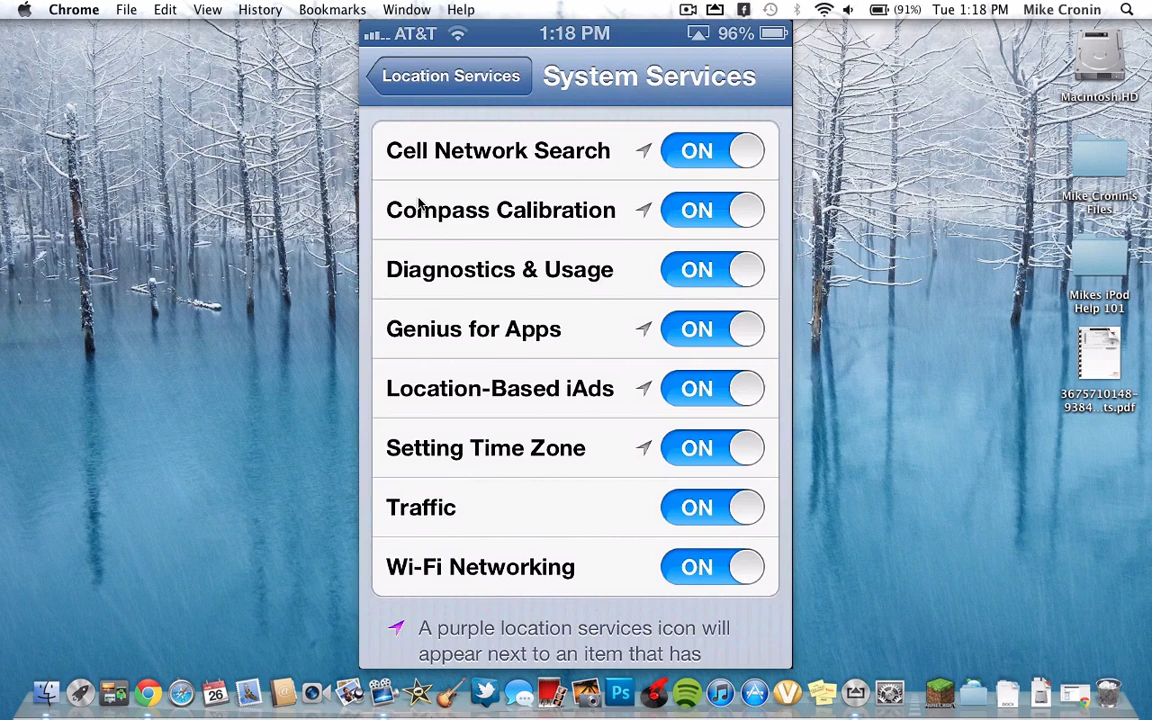 Chrome File Edit View History Bookmarks Window Help (91%) Tue 1:18 PM Mike Cronin
AT&T 1:18 PM 96%
Location Services System Services
Cell Network Search ON
Compass Calibration ON
Diagnostics & Usage ON
Genius for Apps ON
Location-Based iAds ON
Setting Time Zone ON
Traffic ON
Wi-Fi Networking ON
A purple location services icon will
appear next to an item that has
Macintosh HD
Mike Cronin's
Files
Mikes iPod
Help 101
3675710148-
9384...ts.pdf
26
Ps